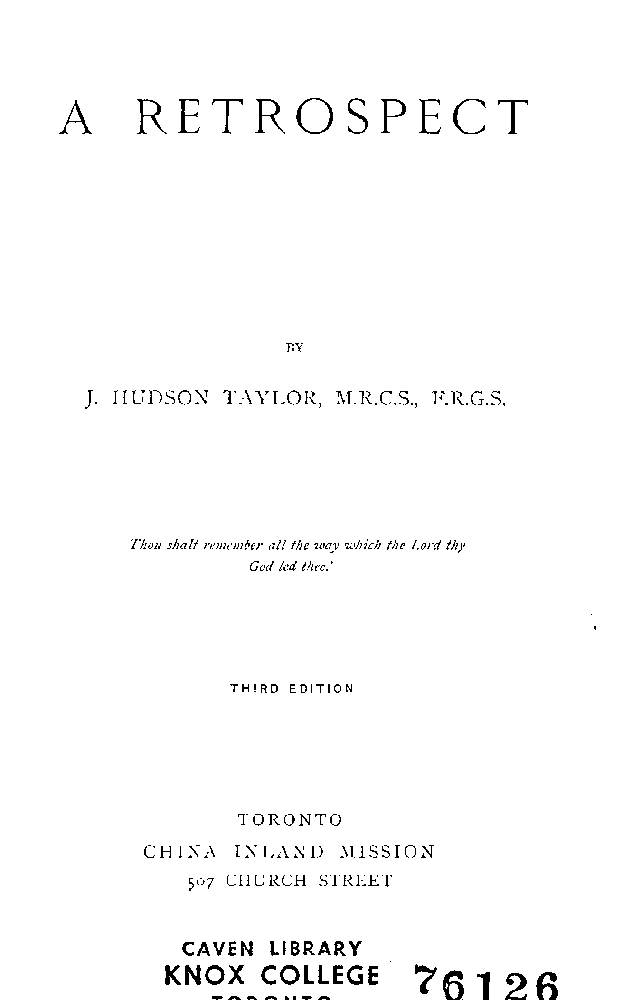 A RETROSPECT
BY
J. HUDSON TAYLOR, M.R.C.S., F.R.G.S.
Thou shalt remember all the way which the Lord thy
God led thee.'
THIRD EDITION
TORONTO
CHINA INLAND MISSION
507 CHURCH STREET
CAVEN LIBRARY
KNOX COLLEGE 76126
TORONTO